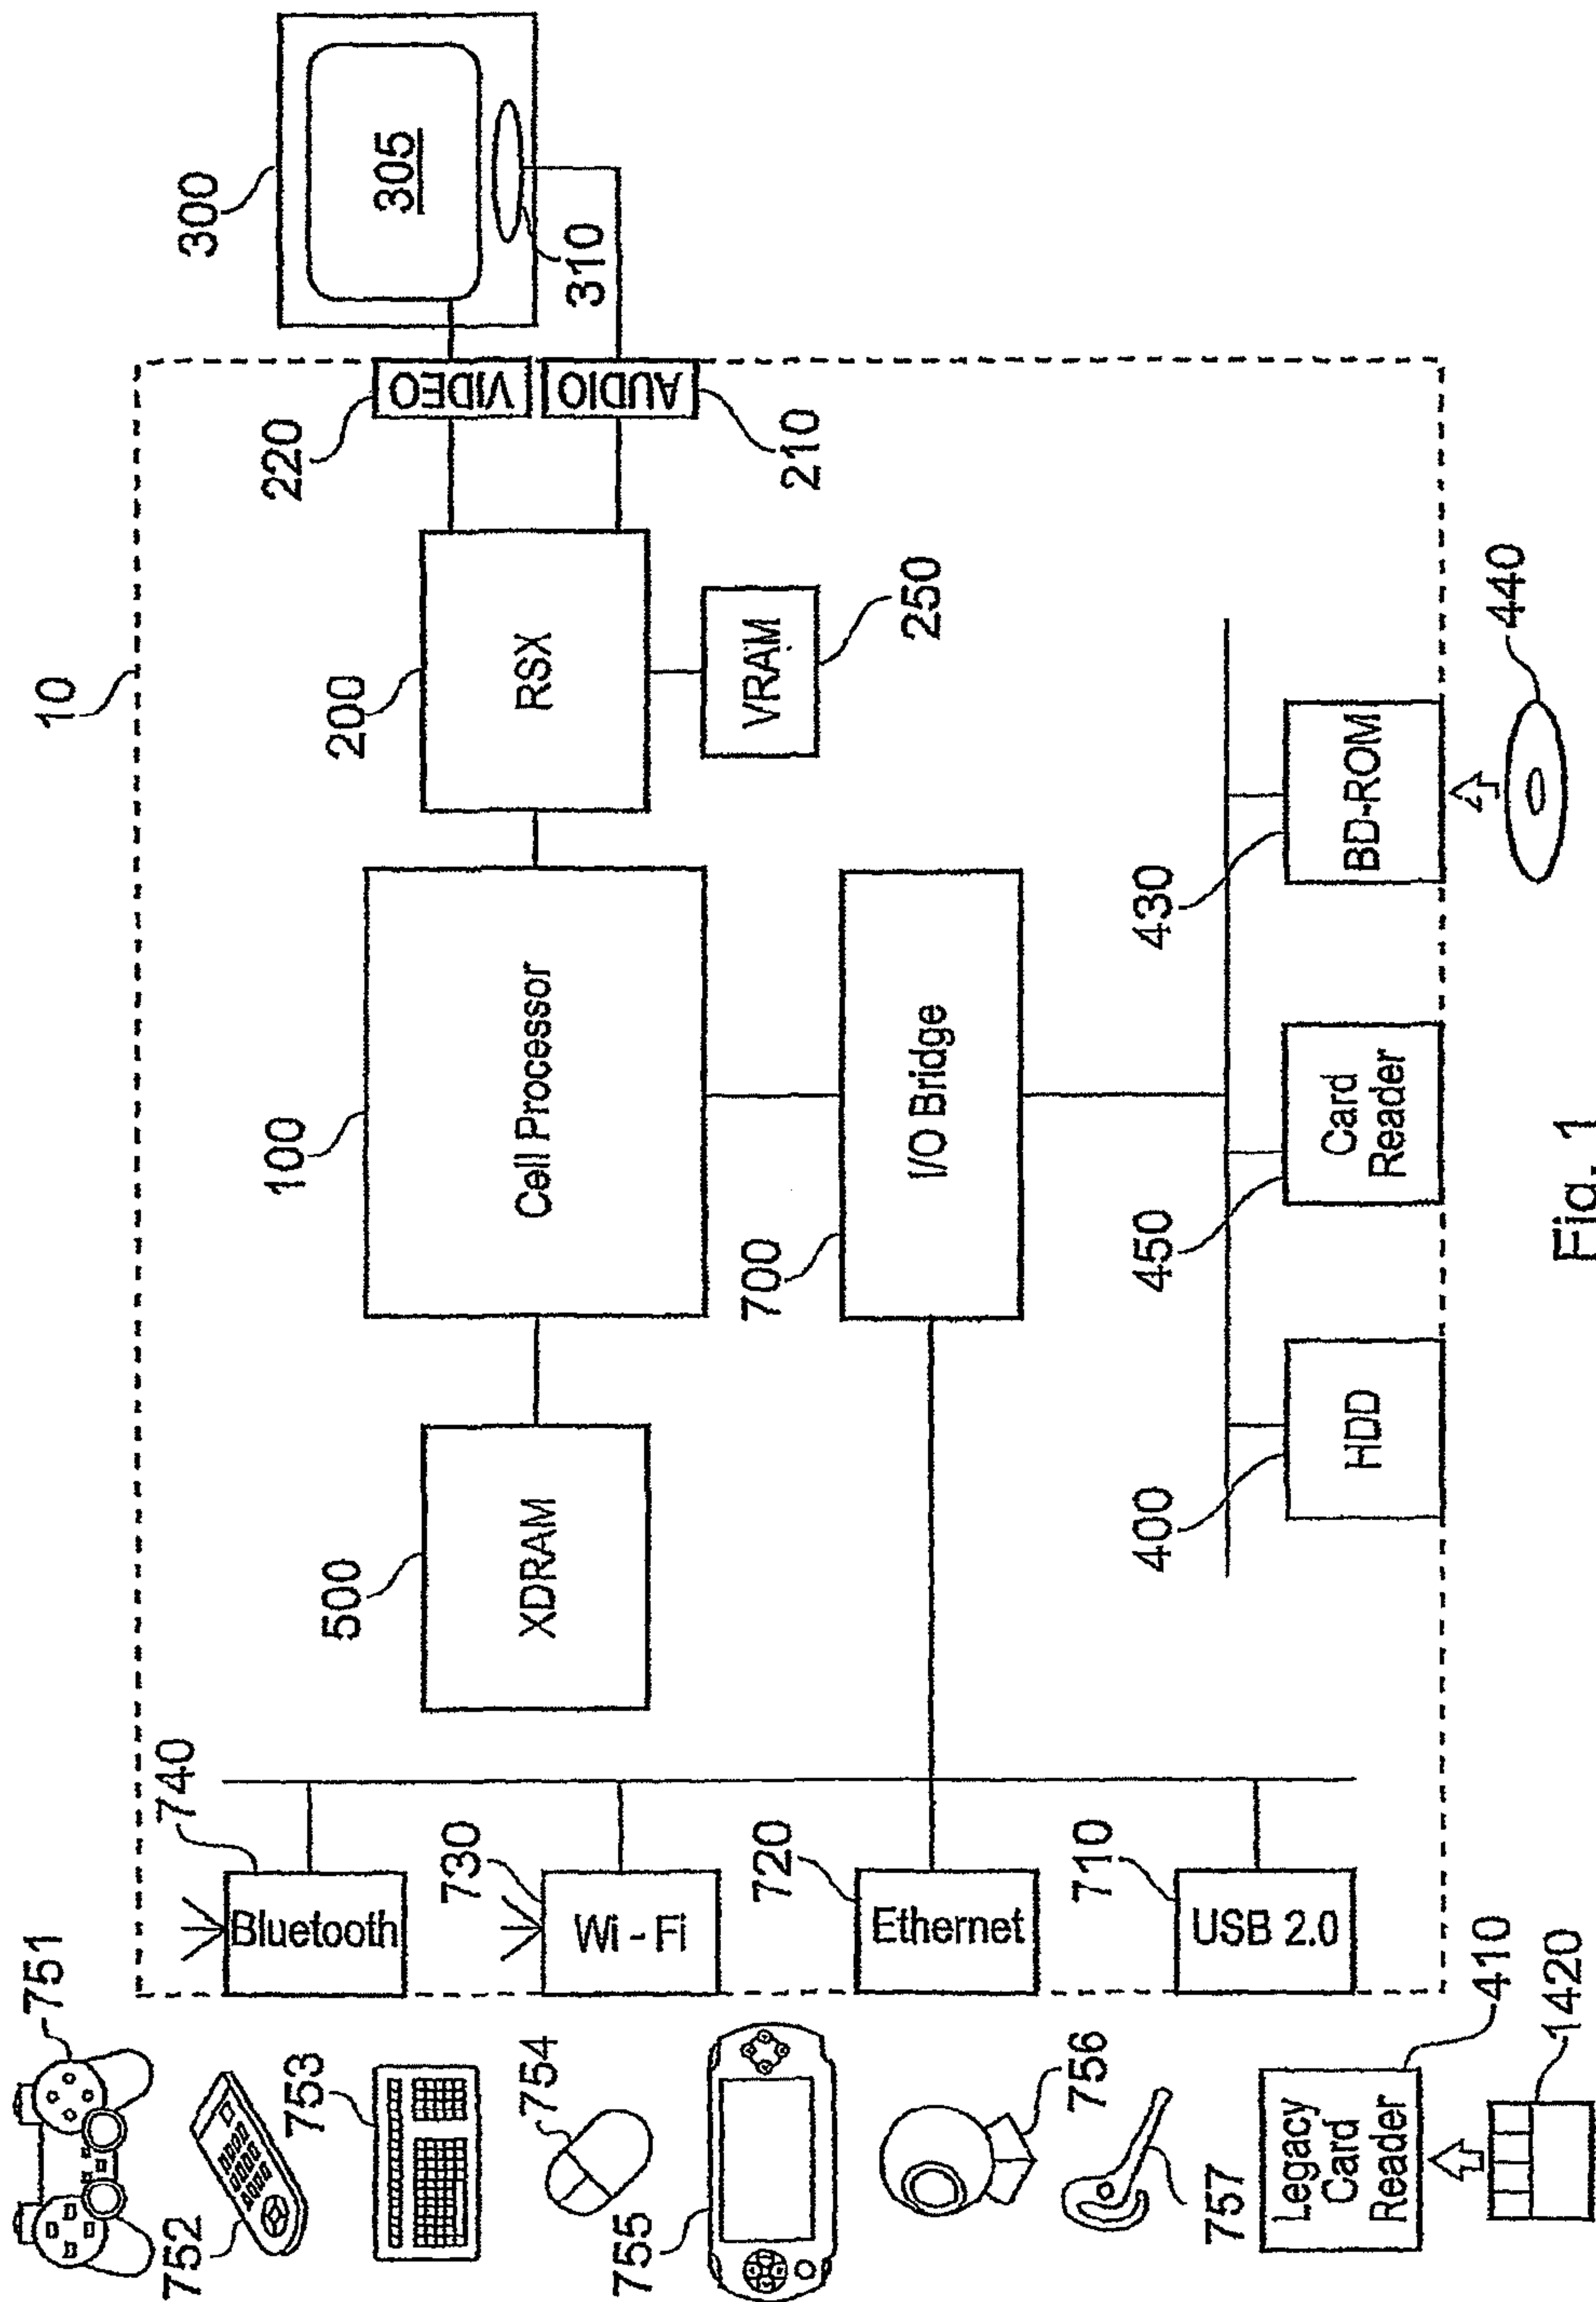 10
751
752
753
754
755
756
757
740
Bluetooth
730
Wi - Fi
720
Ethernet
710
USB 2.0
410
Legacy
Card
Reader
1420
500
XDRAM
100
Cell Processor
200
RSX
220
VIDEO
AUDIO
210
300
305
310
VRAM
250
700
I/O Bridge
400
HDD
450
Card
Reader
430
BD-ROM
440
Fig. 1